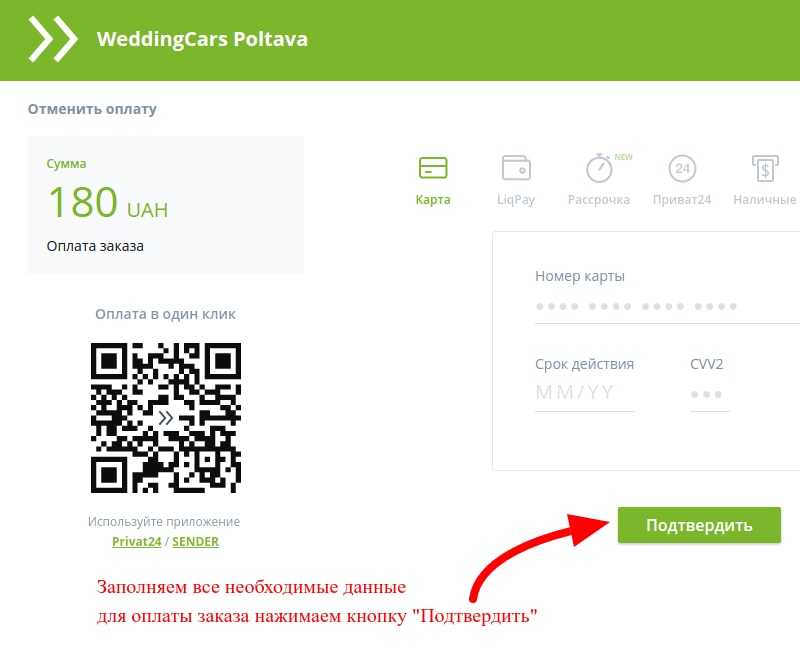 WeddingCars Poltava
Отменить оплату
Сумма
180 UAH
Оплата заказа
Оплата в один клик
Используйте приложение
Privat24 / SENDER
NEW
24
$
Карта
LiqPay
Рассрочка
Приват24
Наличные
Номер карты
Срок действия
CVV2
MM/YY
Подтвердить
Заполняем все необходимые данные
для оплаты заказа нажимаем кнопку "Подтвердить"